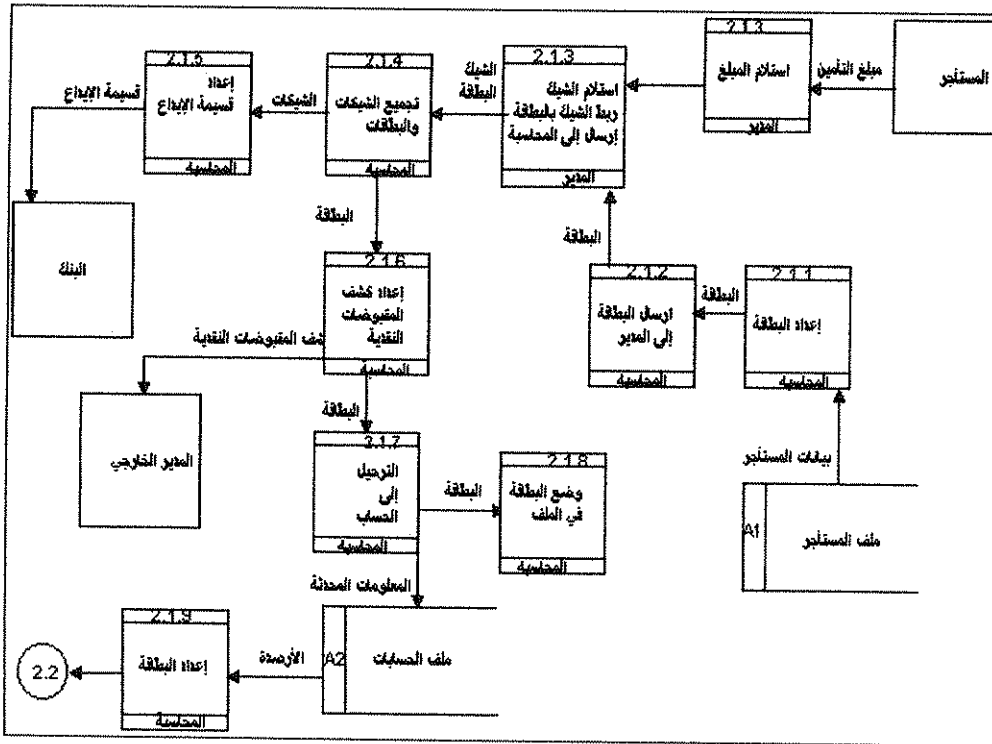 المستأجر
مبلغ التأمين
2.1.3
استلام المبلغ
المدير
2.1.3
استلام الشيك
ربط الشيك بالبطاقة
إرسال إلى المحاسبة
المدير
الشيك
البطاقة
2.1.4
تجميع الشيكات
والبطاقات
المحاسبة
الشيكات
2.1.5
إعداد
قسيمة الإيداع
المحاسبة
قسيمة الإيداع
البنك
البطاقة
البطاقة
2.1.1
إعداد البطاقة
المحاسبة
البطاقة
2.1.2
إرسال البطاقة
إلى المدير
المحاسبة
2.1.6
إعداد كشف
المقبوضات
النقدية
المحاسبة
شف المقبوضات النقدية
المدير الخارجي
البطاقة
2.1.7
الترحيل
إلى
الحساب
المحاسبة
البطاقة
2.1.8
وضع البطاقة
في الملف
المحاسبة
بيانات المستأجر
A1
ملف المستأجر
المعلومات المحدثة
A2
ملف الحسابات
الأرصدة
2.1.9
إعداد البطاقة
المحاسبة
2.2